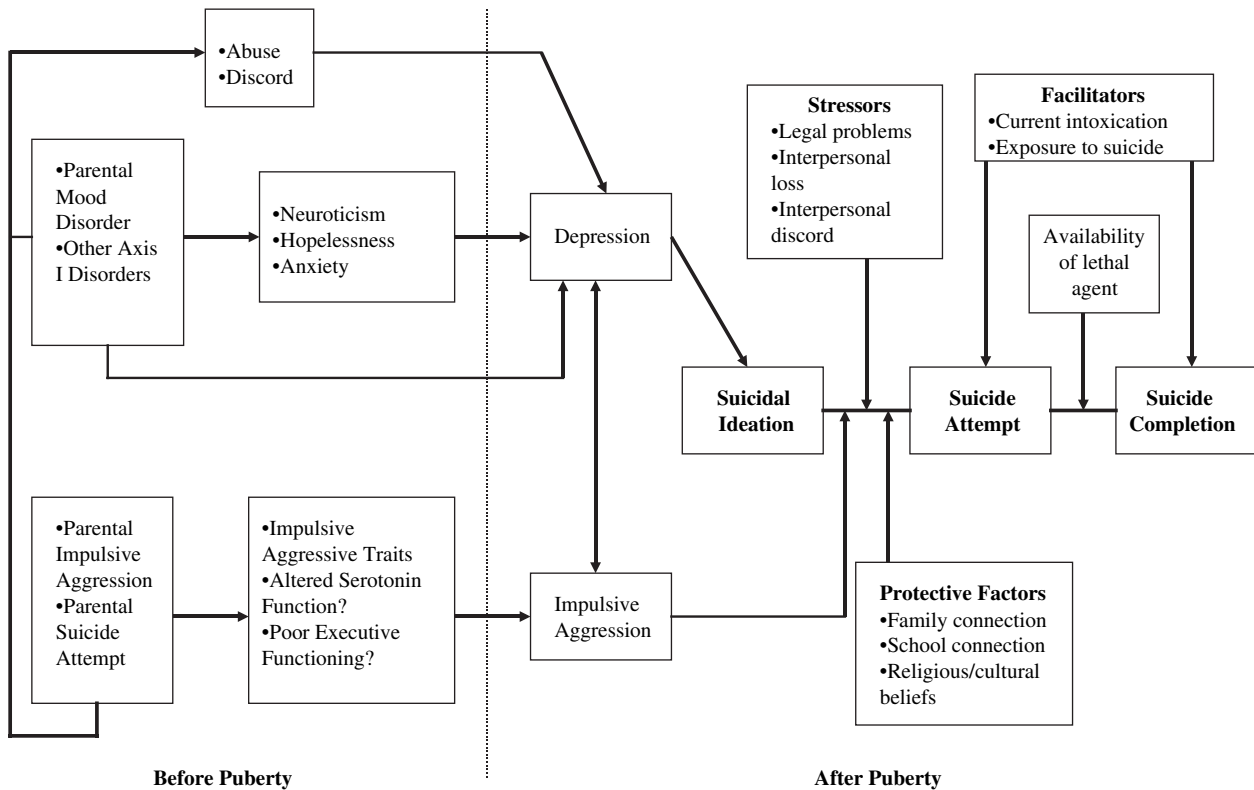 •Abuse
•Discord
•Parental
Mood
Disorder
•Other Axis
I Disorders
•Neuroticism
•Hopelessness
•Anxiety
Depression
Stressors
•Legal problems
•Interpersonal
loss
•Interpersonal
discord
Facilitators
•Current intoxication
•Exposure to suicide
Availability
of lethal
agent
Suicidal
Ideation
Suicide
Attempt
Suicide
Completion
•Parental
Impulsive
Aggression
•Parental
Suicide
Attempt
•Impulsive
Aggressive Traits
•Altered Serotonin
Function?
•Poor Executive
Functioning?
Impulsive
Aggression
Protective Factors
•Family connection
•School connection
•Religious/cultural
beliefs
Before Puberty
After Puberty